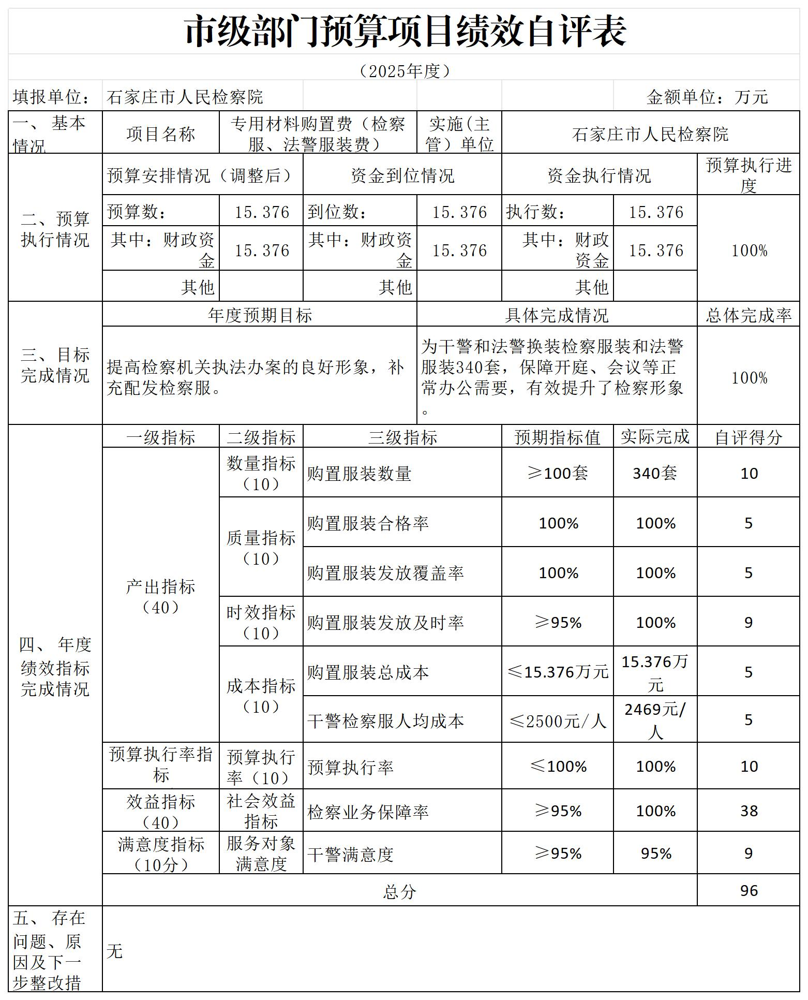 市级部门预算项目绩效自评表
（2025年度）
填报单位： 石家庄市人民检察院 金额单位：万元
一、 基本
情况
项目名称
专用材料购置费（检察
服、法警服装费）
实施(主
管）单位
石家庄市人民检察院
二、预算
执行情况
预算安排情况（调整后）
资金到位情况
资金执行情况
预算执行进
度
预算数： 15.376 到位数： 15.376 执行数： 15.376
100%
其中：财政资
金
15.376
其中：财政资
金
15.376
其中：财政
资金
15.376
其他 其他 其他
三、目标
完成情况
年度预期目标 具体完成情况 总体完成率
提高检察机关执法办案的良好形象，补
充配发检察服。
为干警和法警换装检察服装和法警
服装340套，保障开庭、会议等正
常办公需要，有效提升了检察形象
。
100%
四、 年度
绩效指标
完成情况
一级指标 二级指标 三级指标 预期指标值 实际完成 自评得分
产出指标
（40）
数量指标
（10）
购置服装数量 ≥100套 340套 10
质量指标
（10）
购置服装合格率 100% 100% 5
购置服装发放覆盖率 100% 100% 5
时效指标
（10）
购置服装发放及时率 ≥95% 100% 9
成本指标
（10）
购置服装总成本 ≤15.376万元
15.376万
元
5
干警检察服人均成本 ≤2500元/人
2469元/
人
5
预算执行率指
标
预算执行
率（10）
预算执行率 ≤100% 100% 10
效益指标
（40）
社会效益
指标
检察业务保障率 ≥95% 100% 38
满意度指标
（10分）
服务对象
满意度
干警满意度 ≥95% 95% 9
总分 96
五、 存在
问题、原
因及下一
步整改措
无